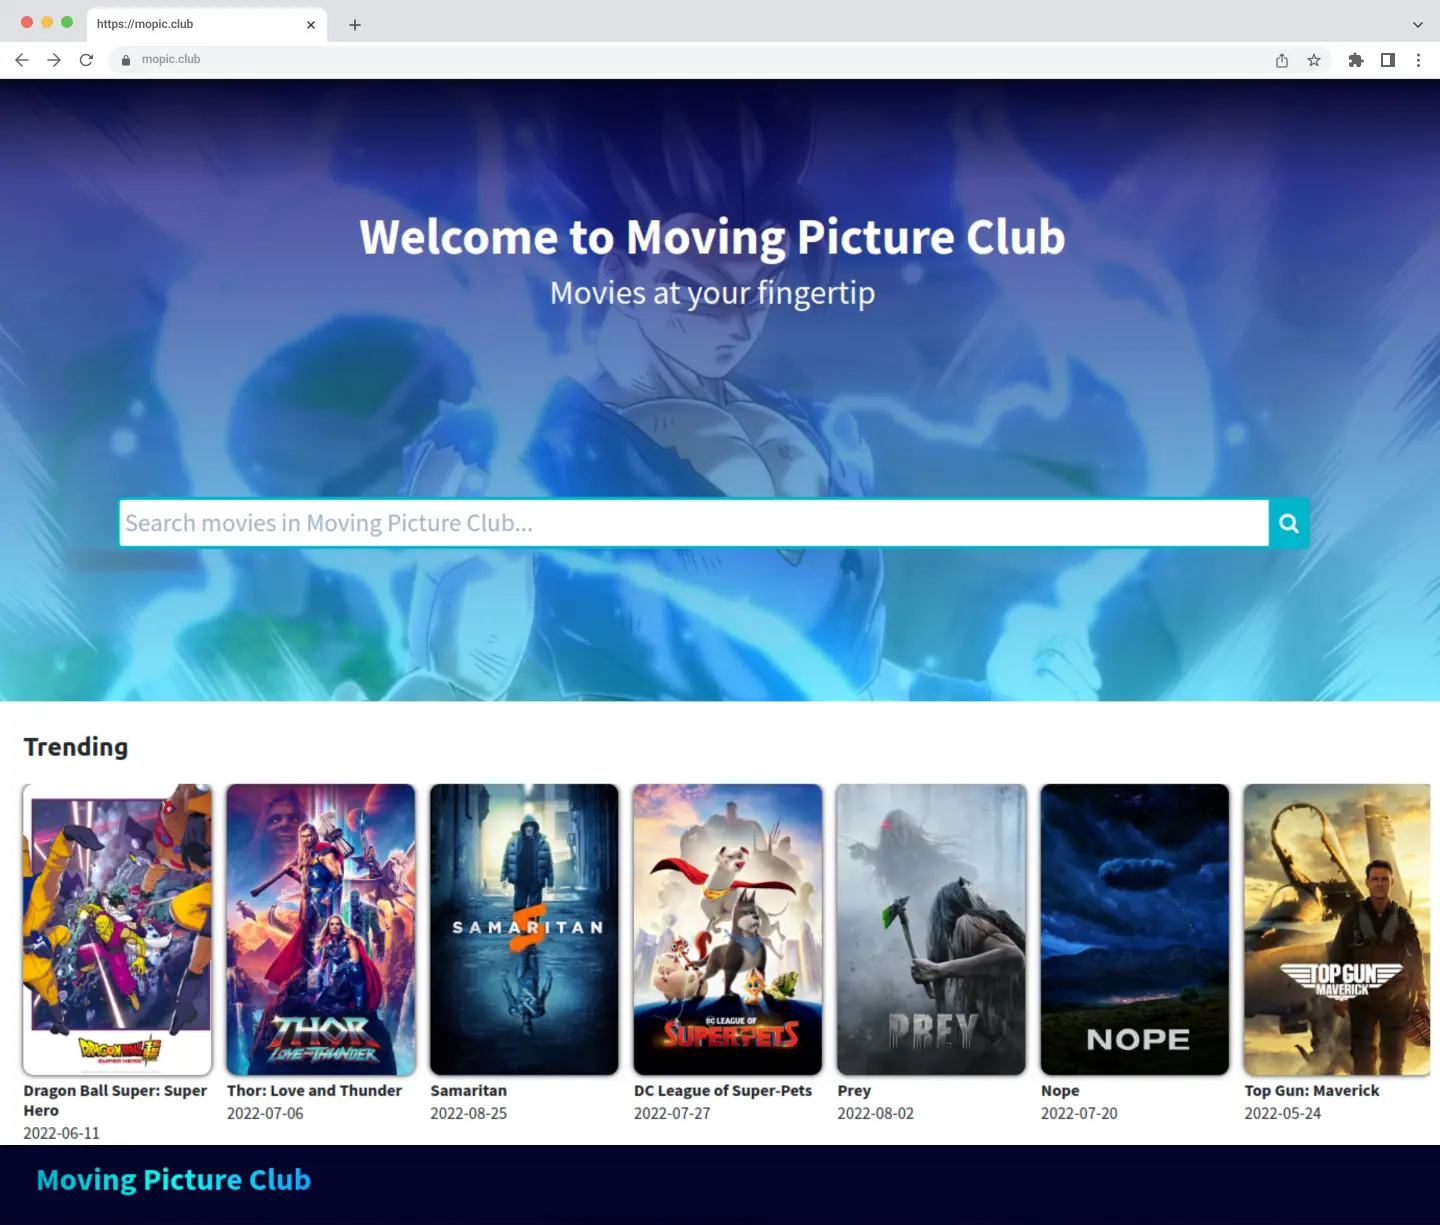 https://mopic.club
mopic.club
Welcome to Moving Picture Club
Movies at your fingertip
Search movies in Moving Picture Club...
Trending
DRAGON BALL SUPER
SUPER HERO
THOR
LOVE AND THUNDER
SAMARITAN
DC LEAGUE OF
SUPER-PETS
PREY
NOPE
TOP GUN
MAVERICK
Dragon Ball Super: Super
Hero
2022-06-11
Thor: Love and Thunder
2022-07-06
Samaritan
2022-08-25
DC League of Super-Pets
2022-07-27
Prey
2022-08-02
Nope
2022-07-20
Top Gun: Maverick
2022-05-24
Moving Picture Club